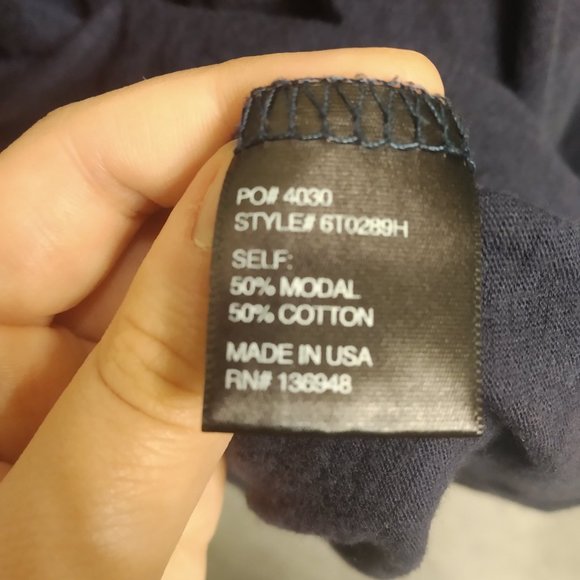 PO# 4030
STYLE# 6T0289H
SELF:
50% MODAL
50% COTTON
MADE IN USA
RN# 136948